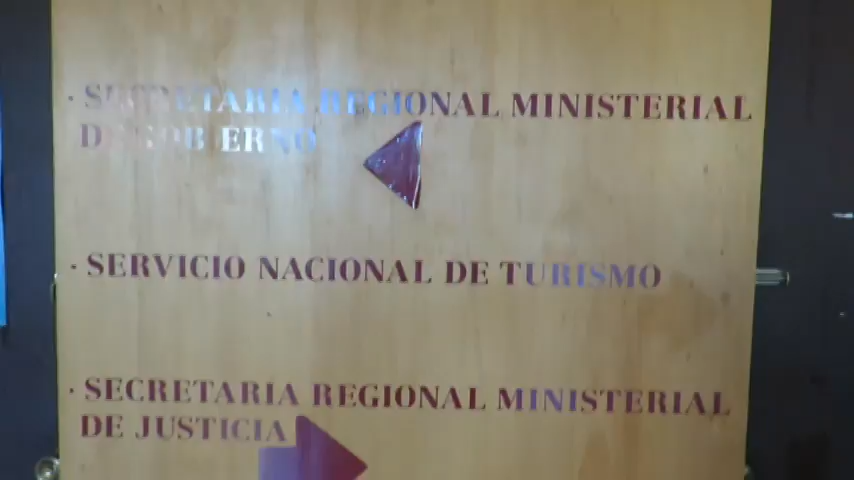 · SECRETARIA REGIONAL MINISTERIAL
DE GOBIERNO
· SERVICIO NACIONAL DE TURISMO
· SECRETARIA REGIONAL MINISTERIAL
DE JUSTICIA